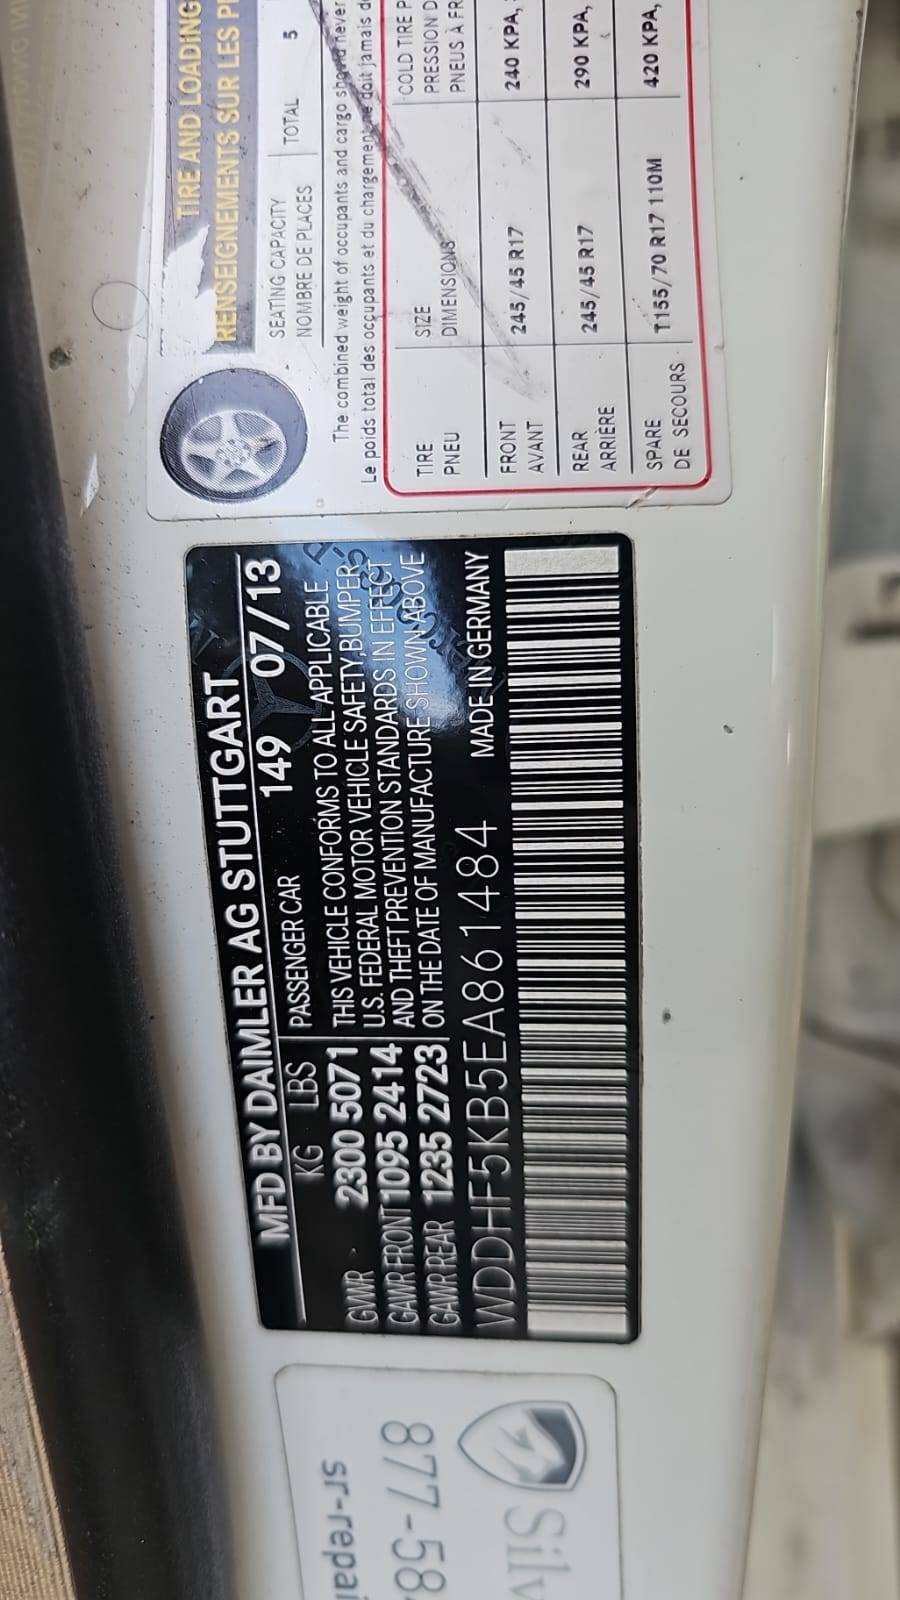 MFD BY DAIMLER AG STUTTGART
KG LBS PASSENGER CAR 149 07/13
GVWR 2300 5071 THIS VEHICLE CONFORMS TO ALL APPLICABLE
GAWR FRONT 1095 2414 U.S. FEDERAL MOTOR VEHICLE SAFETY, BUMPER,
GAWR REAR 1235 2723 AND THEFT PREVENTION STANDARDS IN EFFECT
ON THE DATE OF MANUFACTURE SHOWN ABOVE
WDDHF5KB5EA861484 MADE IN GERMANY
TIRE AND LOADING
RENSEIGNEMENTS SUR LES
SEATING CAPACITY
NOMBRE DE PLACES
TOTAL 5
The combined weight of occupants and cargo should never
Le poids total des occupants et du chargement ne doit jamais
TIRE SIZE COLD TIRE
PNEU DIMENSIONS PRESSION
PNEUS À
FRONT 245/45 R17 240 KPA,
AVANT
REAR 245/45 R17 290 KPA,
ARRIÈRE
SPARE T155/70 R17 110M 420 KPA,
DE SECOURS
sr-repai
877-58
Silv